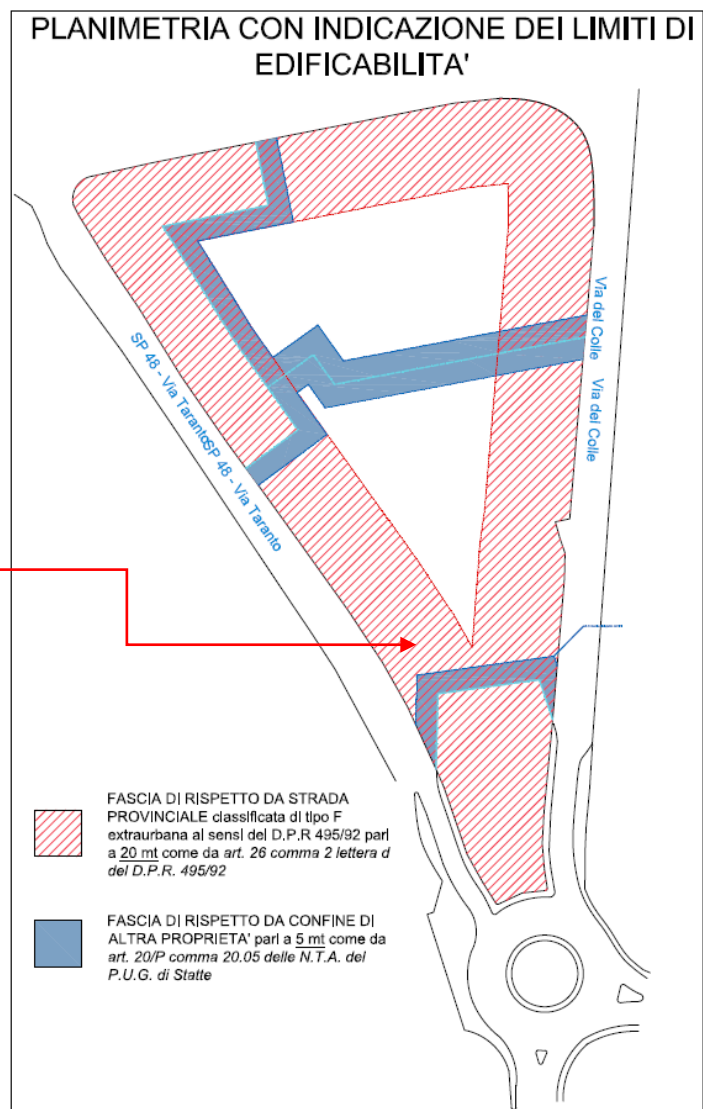 PLANIMETRIA CON INDICAZIONE DEI LIMITI DI
EDIFICABILITA'
Via del Colle
Via del Colle
SP 48 - Via Taranto
SP 48 - Via Taranto
FASCIA DI RISPETTO DA STRADA
PROVINCIALE classificata di tipo F
extraurbana ai sensi del D.P.R 495/92 pari
a 20 mt come da art. 26 comma 2 lettera d
del D.P.R. 495/92
FASCIA DI RISPETTO DA CONFINE DI
ALTRA PROPRIETA' pari a 5 mt come da
art. 20/P comma 20.05 delle N.T.A. del
P.U.G. di Statte